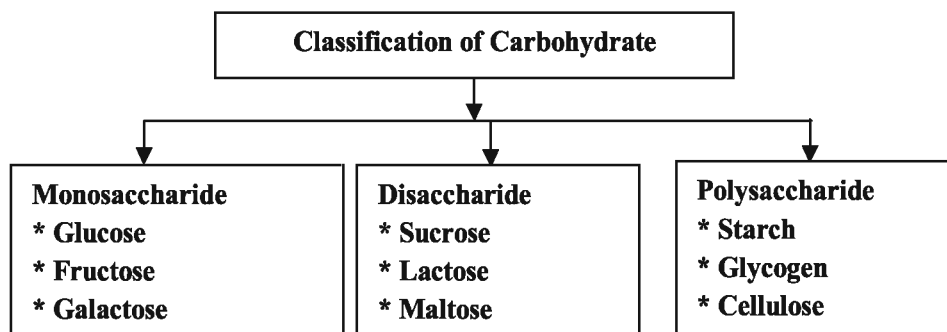 Classification of Carbohydrate
Monosaccharide
* Glucose
* Fructose
* Galactose
Disaccharide
* Sucrose
* Lactose
* Maltose
Polysaccharide
* Starch
* Glycogen
* Cellulose